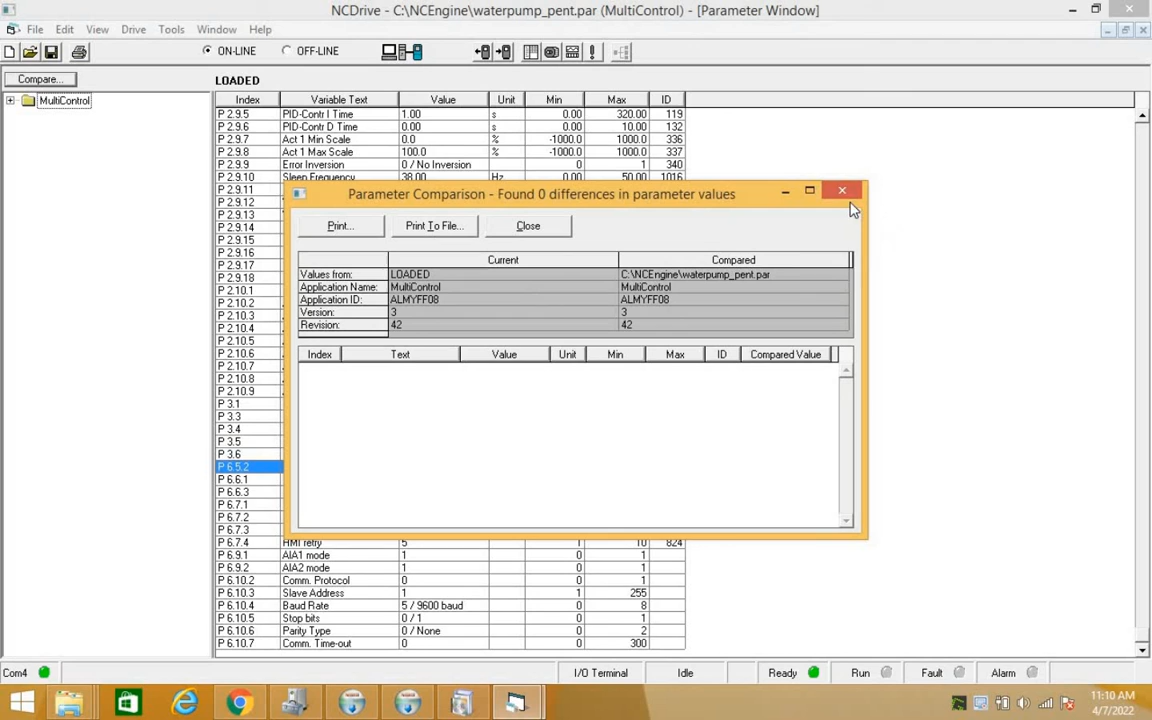 NCDrive - C:\NCEngine\waterpump_pent.par (MultiControl) - [Parameter Window]
File Edit View Drive Tools Window Help
ON-LINE OFF-LINE
Compare... LOADED
MultiControl
Index Variable Text Value Unit Min Max ID
P 2.9.5 PID-Contr I Time 1.00 s 0.00 320.00 119
P 2.9.6 PID-Contr D Time 0.00 s 0.00 10.00 132
P 2.9.7 Act 1 Min Scale 0.0 % -1000.0 1000.0 336
P 2.9.8 Act 1 Max Scale 100.0 % -1000.0 1000.0 337
P 2.9.9 Error Inversion 0 / No Inversion 0 1 340
P 2.9.10 Sleep Frequency 38.00 Hz 0.00 50.00 1016
P 2.9.11
P 2.9.12
P 2.9.13
P 2.9.14
P 2.9.15
P 2.9.16
P 2.9.17
P 2.9.18
P 2.10.1
P 2.10.2
P 2.10.3
P 2.10.4
P 2.10.5
P 2.10.6
P 2.10.7
P 2.10.8
P 2.10.9
P 3.1
P 3.3
P 3.4
P 3.5
P 3.6
P 6.5.2
P 6.6.1
P 6.6.3
P 6.7.1
P 6.7.2
P 6.7.3
P 6.7.4 HMI retry 5 1 10 824
P 6.9.1 AIA1 mode 1 0 1
P 6.9.2 AIA2 mode 1 0 1
P 6.10.2 Comm. Protocol 0 0 1
P 6.10.3 Slave Address 1 1 255
P 6.10.4 Baud Rate 5 / 9600 baud 0 8
P 6.10.5 Stop bits 0 / 1 0 1
P 6.10.6 Parity Type 0 / None 0 2
P 6.10.7 Comm. Time-out 0 0 300
Parameter Comparison - Found 0 differences in parameter values
Print... Print To File... Close
Current Compared
Values from: LOADED C:\NCEngine\waterpump_pent.par
Application Name: MultiControl MultiControl
Application ID: ALMYFF08 ALMYFF08
Version: 3 3
Revision: 42 42
Index Text Value Unit Min Max ID Compared Value
Com4 I/O Terminal Idle Ready Run Fault Alarm
11:10 AM
4/7/2022